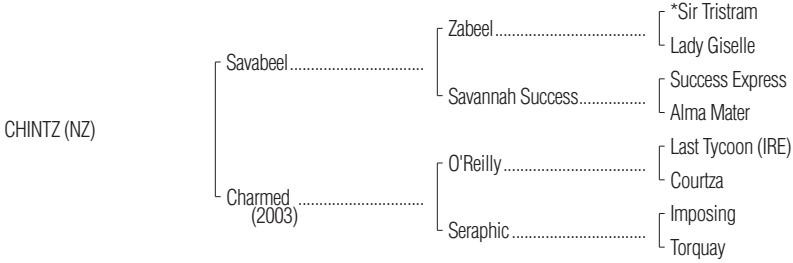 *Sir Tristram
Zabeel
Lady Giselle
Savabeel
Success Express
Savannah Success
Alma Mater
CHINTZ (NZ)
Last Tycoon (IRE)
O'Reilly
Courtza
Charmed
(2003)
Imposing
Seraphic
Torquay